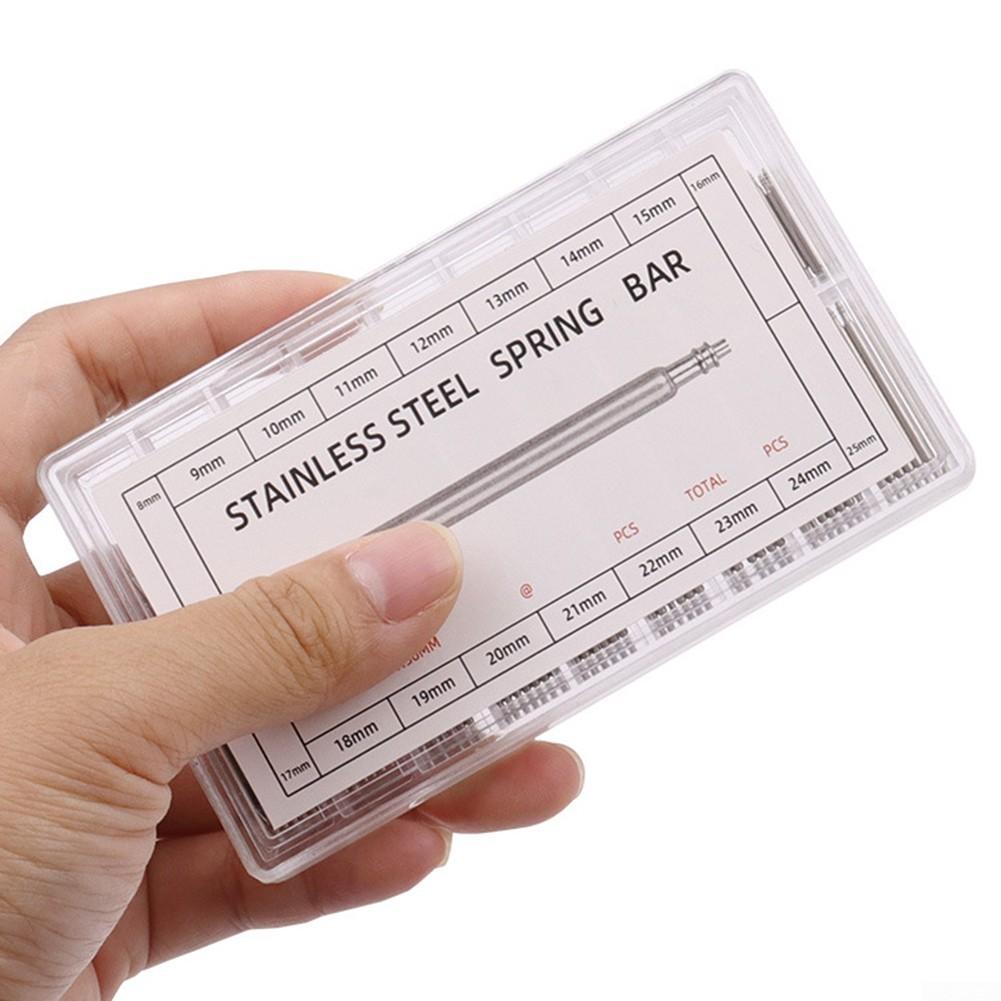 8mm 9mm 10mm 11mm 12mm 13mm 14mm 15mm 16mm
STAINLESS STEEL SPRING BAR
@ PCS TOTAL PCS
17mm 18mm 19mm 20mm 21mm 22mm 23mm 24mm 25mm